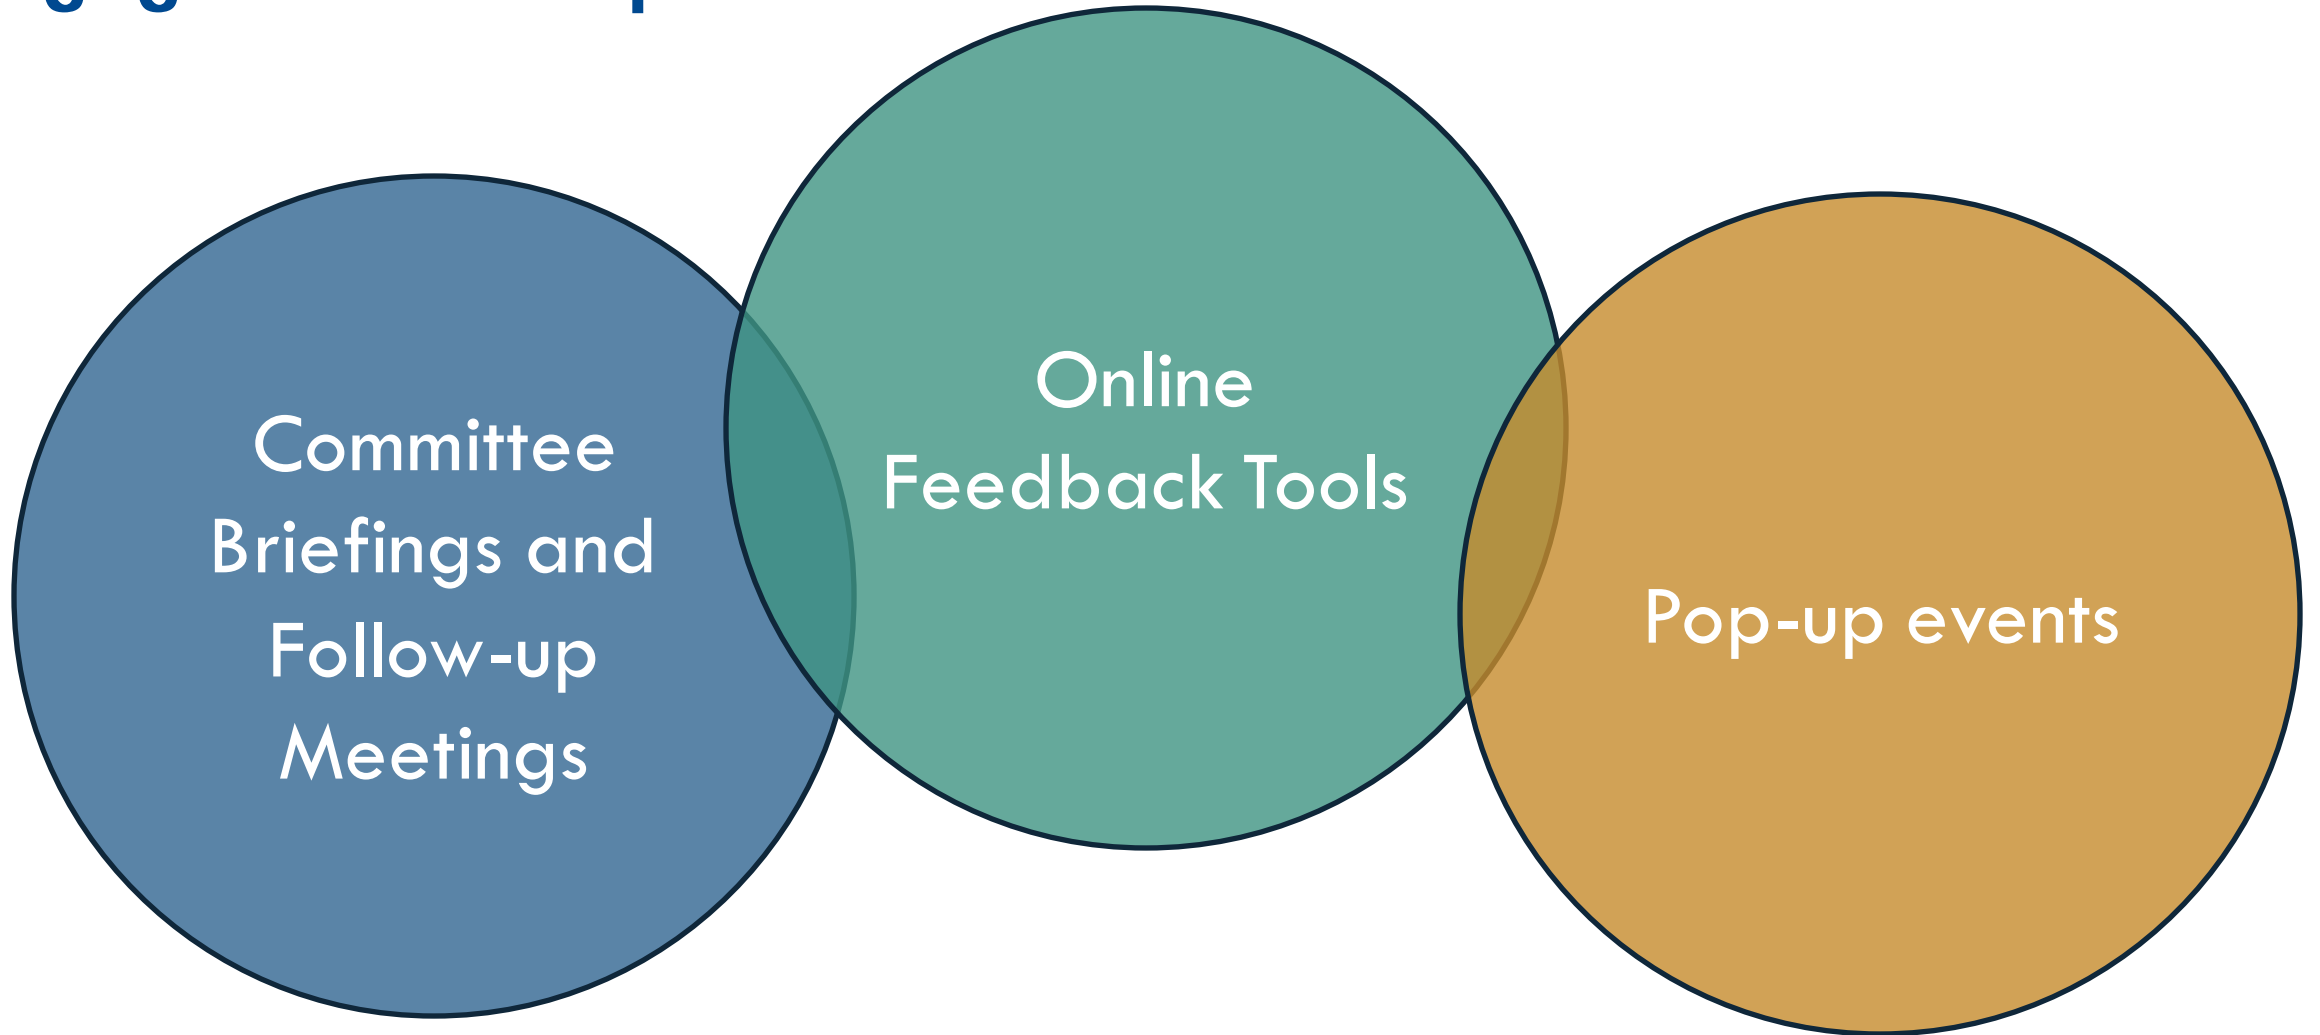 Committee
Briefings and
Follow-up
Meetings
Online
Feedback Tools
Pop-up events